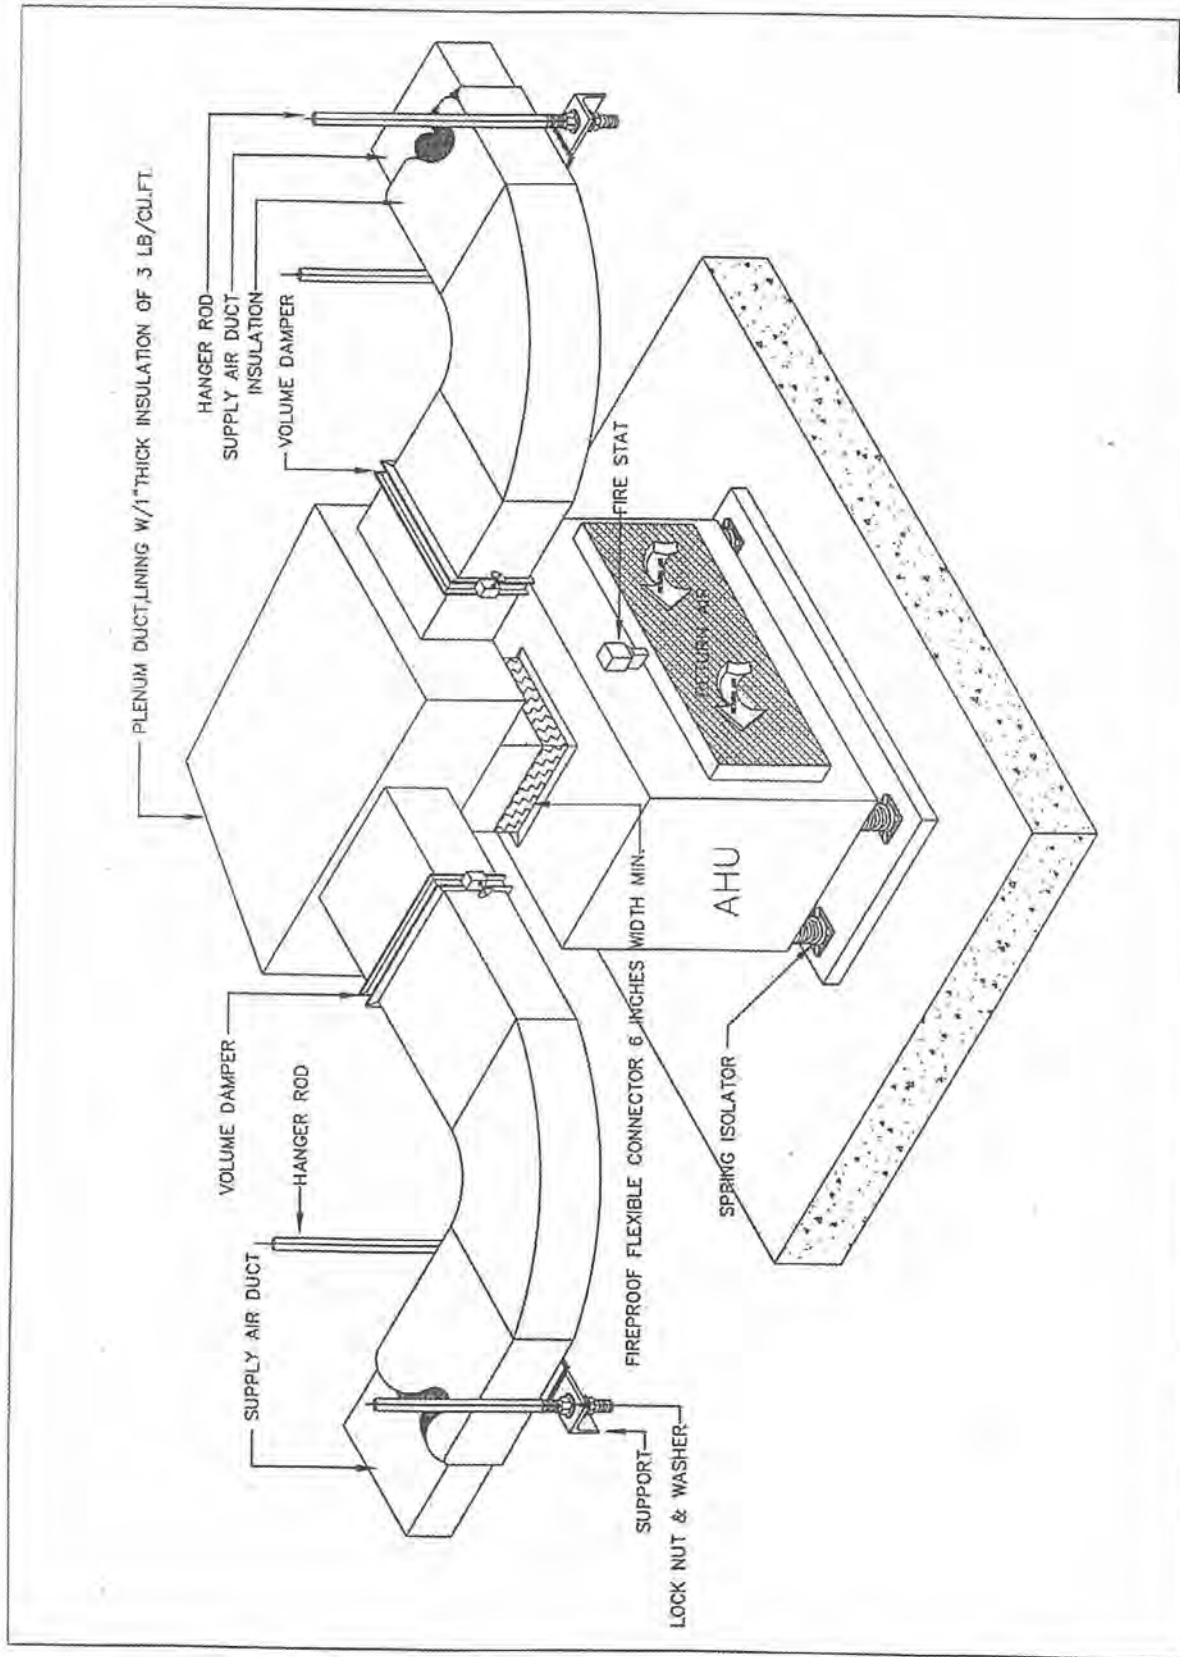 PLENUM DUCT,LINING W/1"THICK INSULATION OF 3 LB/CU.FT.
HANGER ROD
SUPPLY AIR DUCT
INSULATION
VOLUME DAMPER
VOLUME DAMPER
HANGER ROD
SUPPLY AIR DUCT
FIRE STAT
RETURN AIR
AHU
FIREPROOF FLEXIBLE CONNECTOR 6 INCHES WIDTH MIN.
SPRING ISOLATOR
SUPPORT
LOCK NUT & WASHER